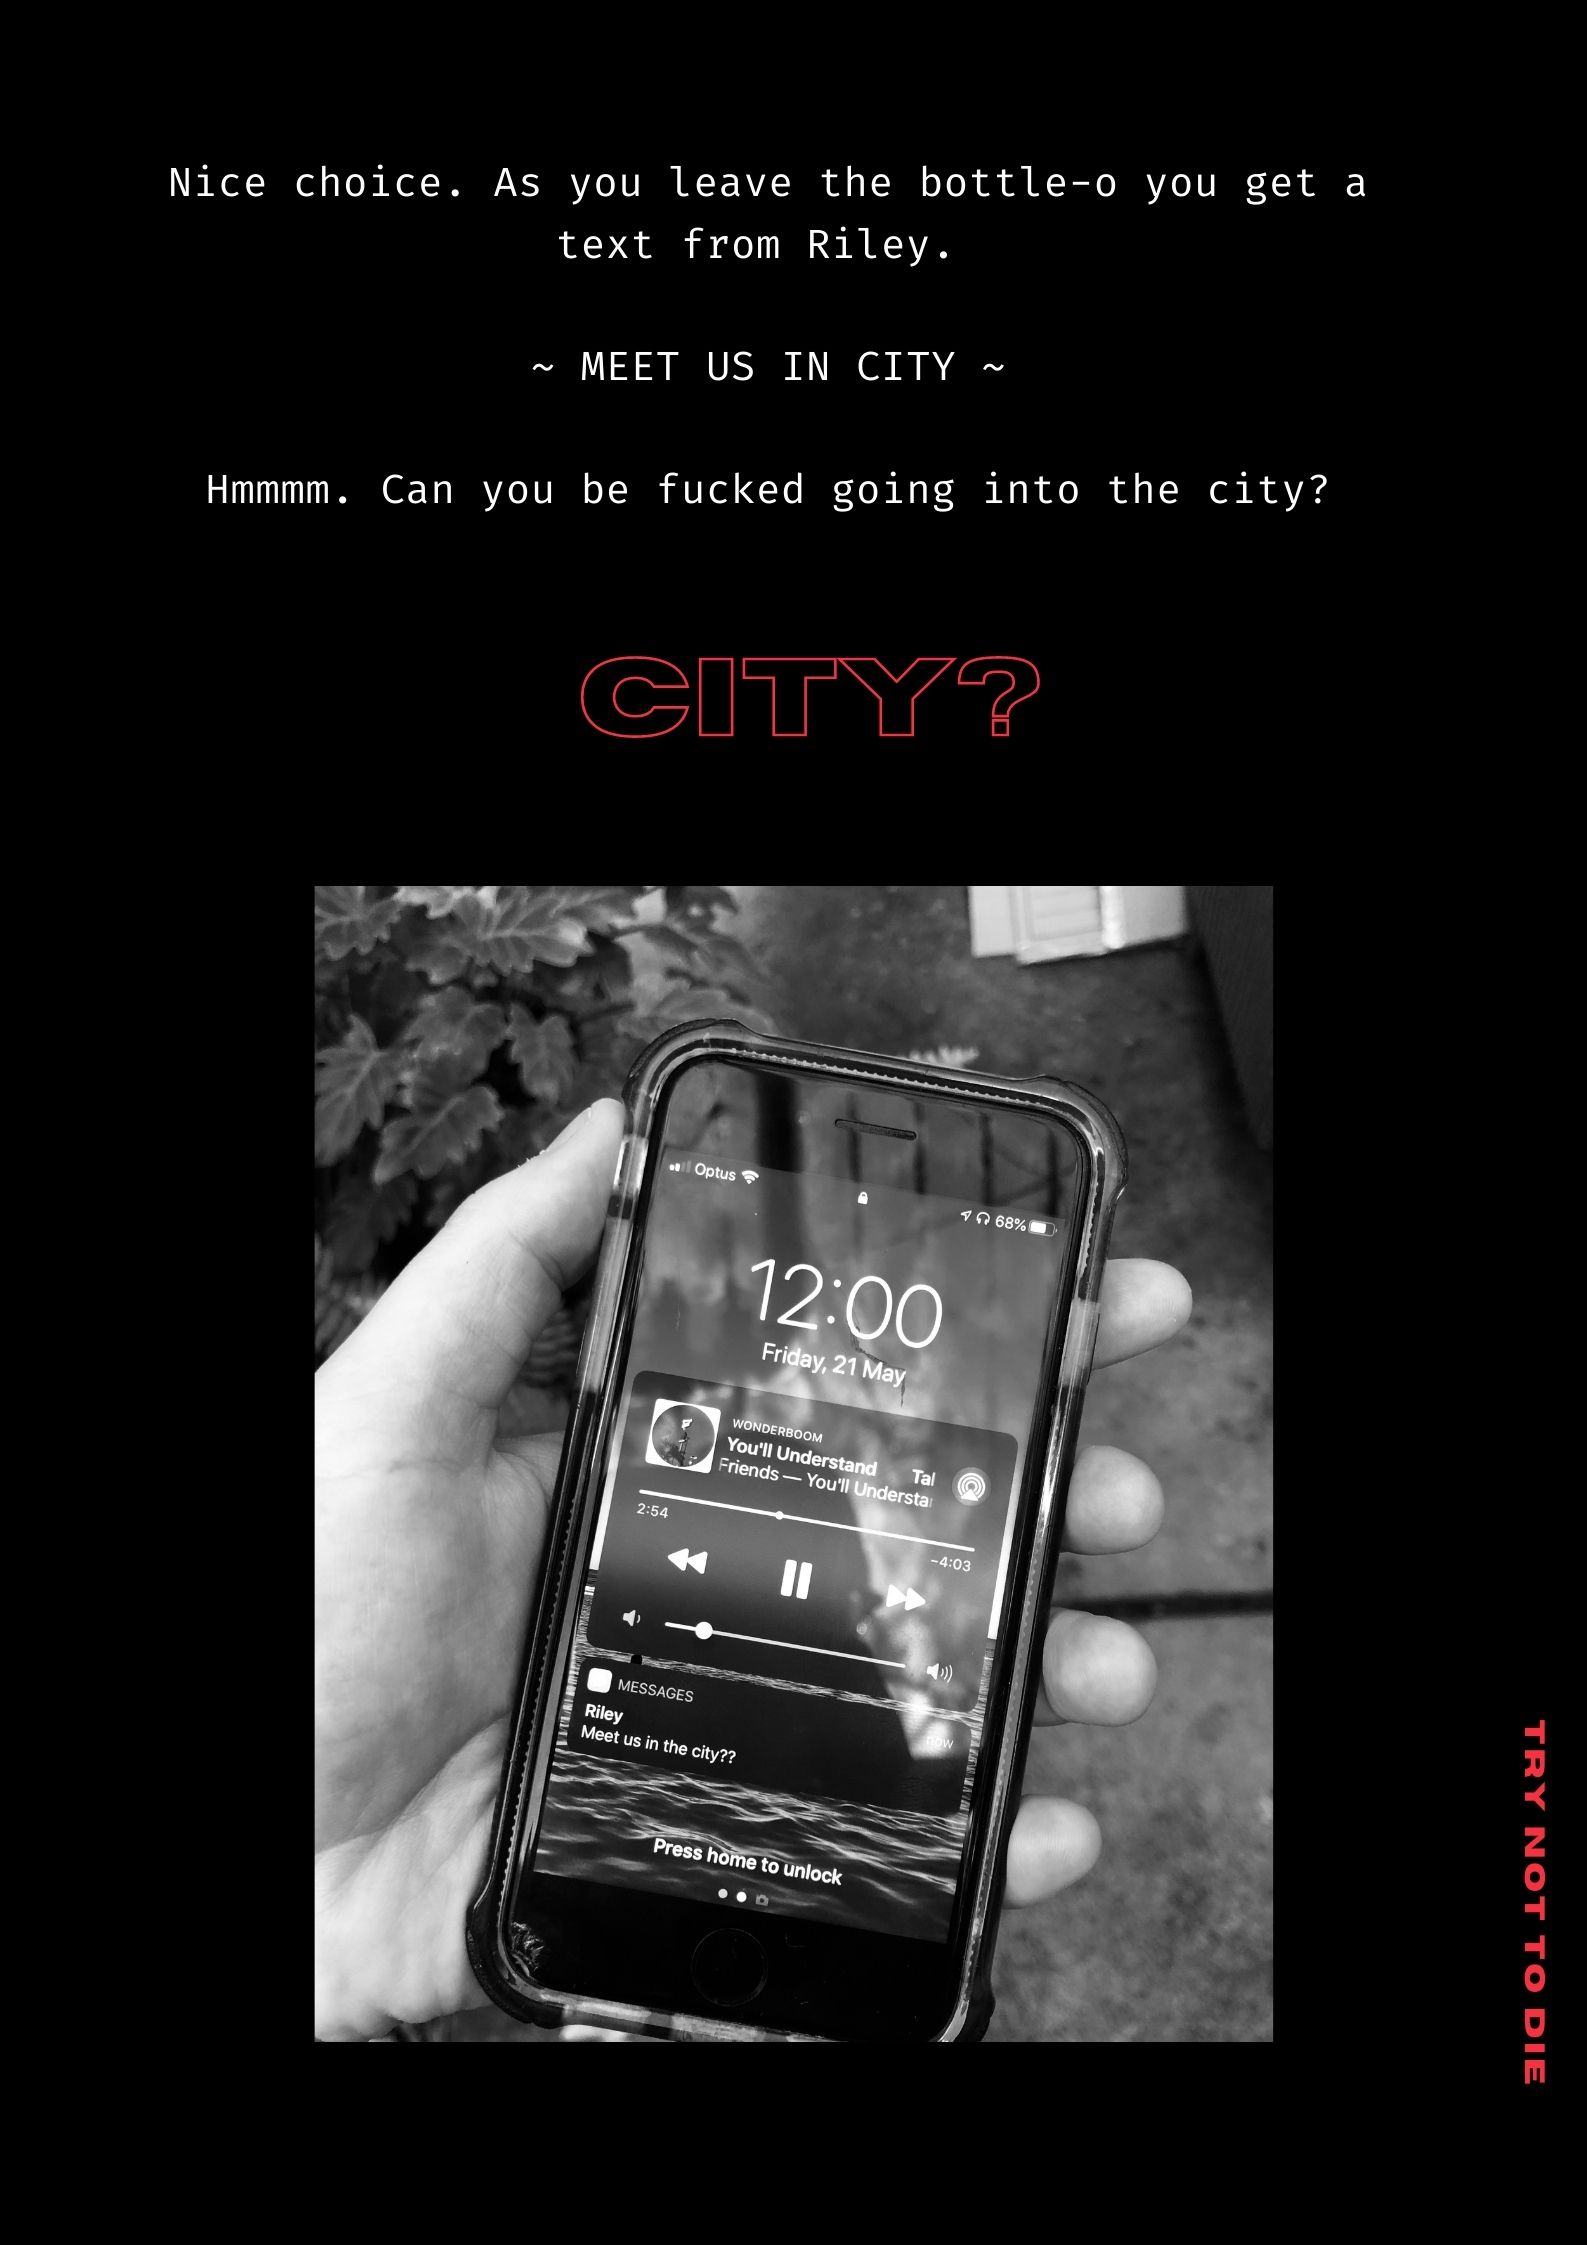 Nice choice. As you leave the bottle-o you get a
text from Riley.
~ MEET US IN CITY ~
Hmmmm. Can you be fucked going into the city?
CITY?
Optus
68%
12:00
Friday, 21 May
WONDERBOOM
You'll Understand Tal
Friends — You'll Understa
2:54
-4:03
MESSAGES
Riley
now
Meet us in the city??
Press home to unlock
TRY NOT TO DIE